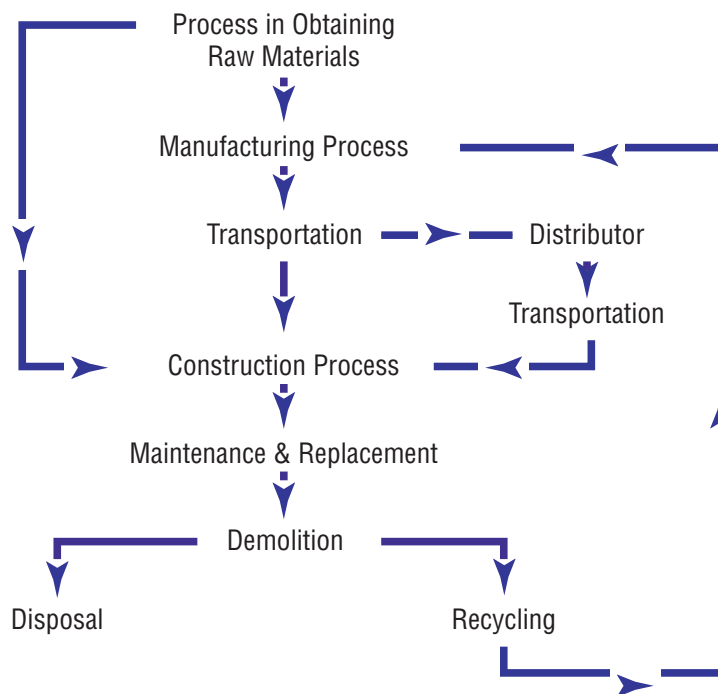 Process in Obtaining
Raw Materials
Manufacturing Process
Transportation
Distributor
Transportation
Construction Process
Maintenance & Replacement
Demolition
Disposal
Recycling